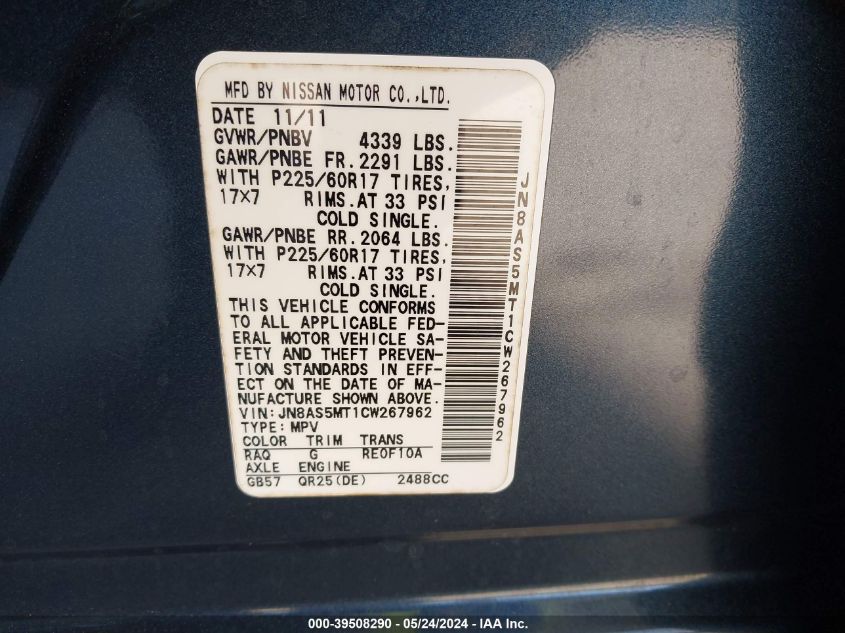 MFD BY NISSAN MOTOR CO.,LTD.
DATE 11/11
GVWR/PNBV 4339 LBS.
GAWR/PNBE FR.2291 LBS.
WITH P225/60R17 TIRES,
17×7 RIMS.AT 33 PSI
COLD SINGLE.
GAWR/PNBE RR.2064 LBS.
WITH P225/60R17 TIRES,
17×7 RIMS.AT 33 PSI
COLD SINGLE.
THIS VEHICLE CONFORMS
TO ALL APPLICABLE FED-
ERAL MOTOR VEHICLE SA-
FETY AND THEFT PREVEN-
TION STANDARDS IN EFF-
ECT ON THE DATE OF MA-
NUFACTURE SHOWN ABOVE.
VIN:JN8AS5MT1CW267962
TYPE:MPV
COLOR TRIM TRANS
RAQ G RE0F10A
AXLE ENGINE
GB57 QR25(DE) 2488CC
JN8AS5MT1CW267962
000-39508290 - 05/24/2024 - IAA Inc.